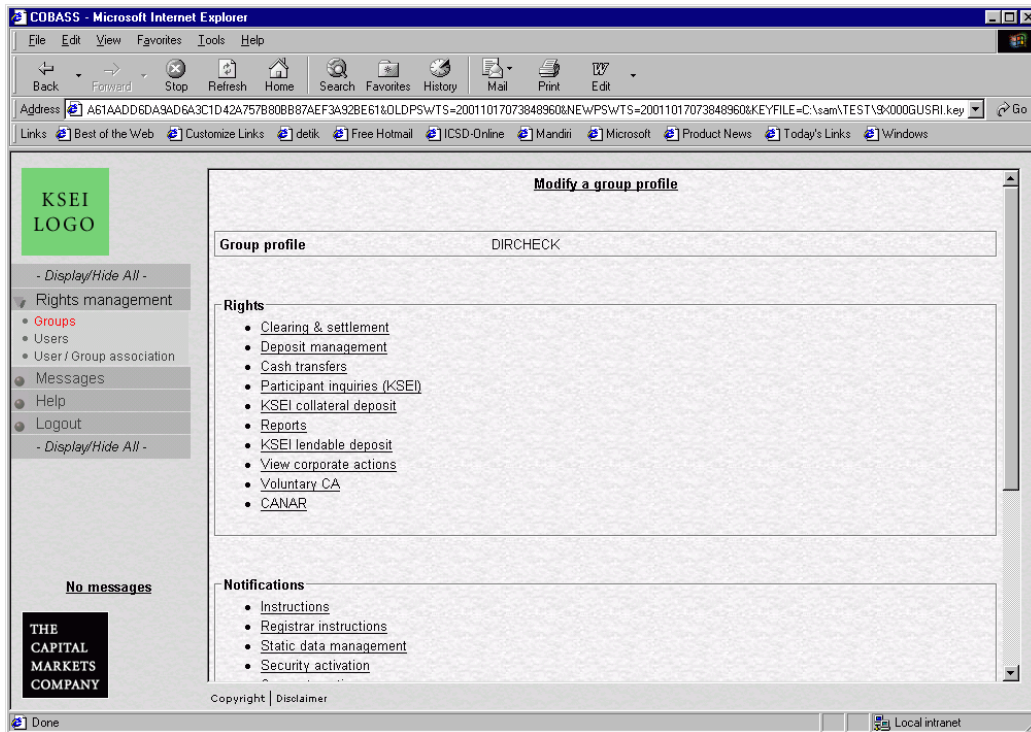 COBASS - Microsoft Internet Explorer
File Edit View Favorites Tools Help
Back Forward Stop Refresh Home Search Favorites History Mail Print Edit
Address A61AADD6DA9AD6A3C1D42A757B80BB87AEF3A92BE61&OLDPSWTS=20011017073848960&NEWPSWTS=20011017073848960&KEYFILE=C:\sam\TEST\9X000GUSRI.key Go
Links Best of the Web Customize Links detik Free Hotmail ICSD-Online Mandiri Microsoft Product News Today's Links Windows
KSEI
LOGO
- Display/Hide All -
Rights management
Groups
Users
User / Group association
Messages
Help
Logout
- Display/Hide All -
No messages
THE
CAPITAL
MARKETS
COMPANY
Modify a group profile
Group profile DIRCHECK
Rights
Clearing & settlement
Deposit management
Cash transfers
Participant inquiries (KSEI)
KSEI collateral deposit
Reports
KSEI lendable deposit
View corporate actions
Voluntary CA
CANAR
Notifications
Instructions
Registrar instructions
Static data management
Security activation
Copyright | Disclaimer
Done Local intranet